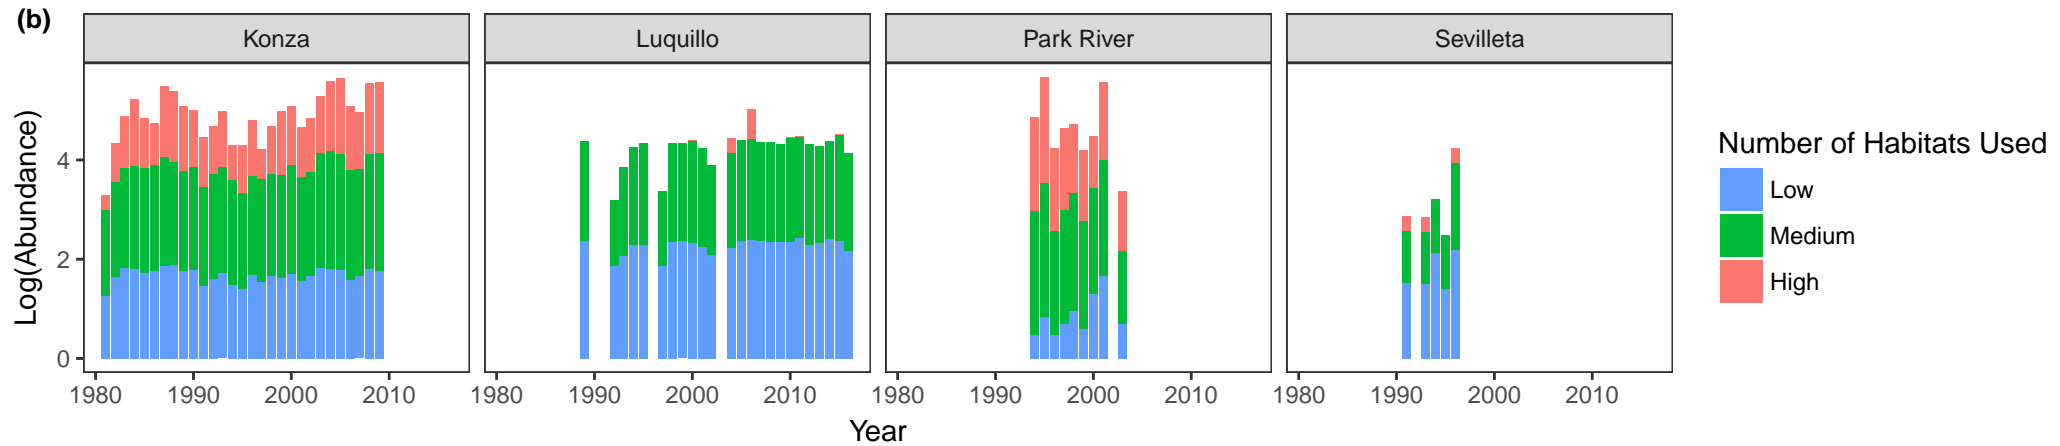 (b)
Konza
Luquillo
Park River
Sevilleta
Log(Abundance)
4
2
0
1980 1990 2000 2010
1980 1990 2000 2010
1980 1990 2000 2010
1980 1990 2000 2010
Year
Number of Habitats Used
Low
Medium
High